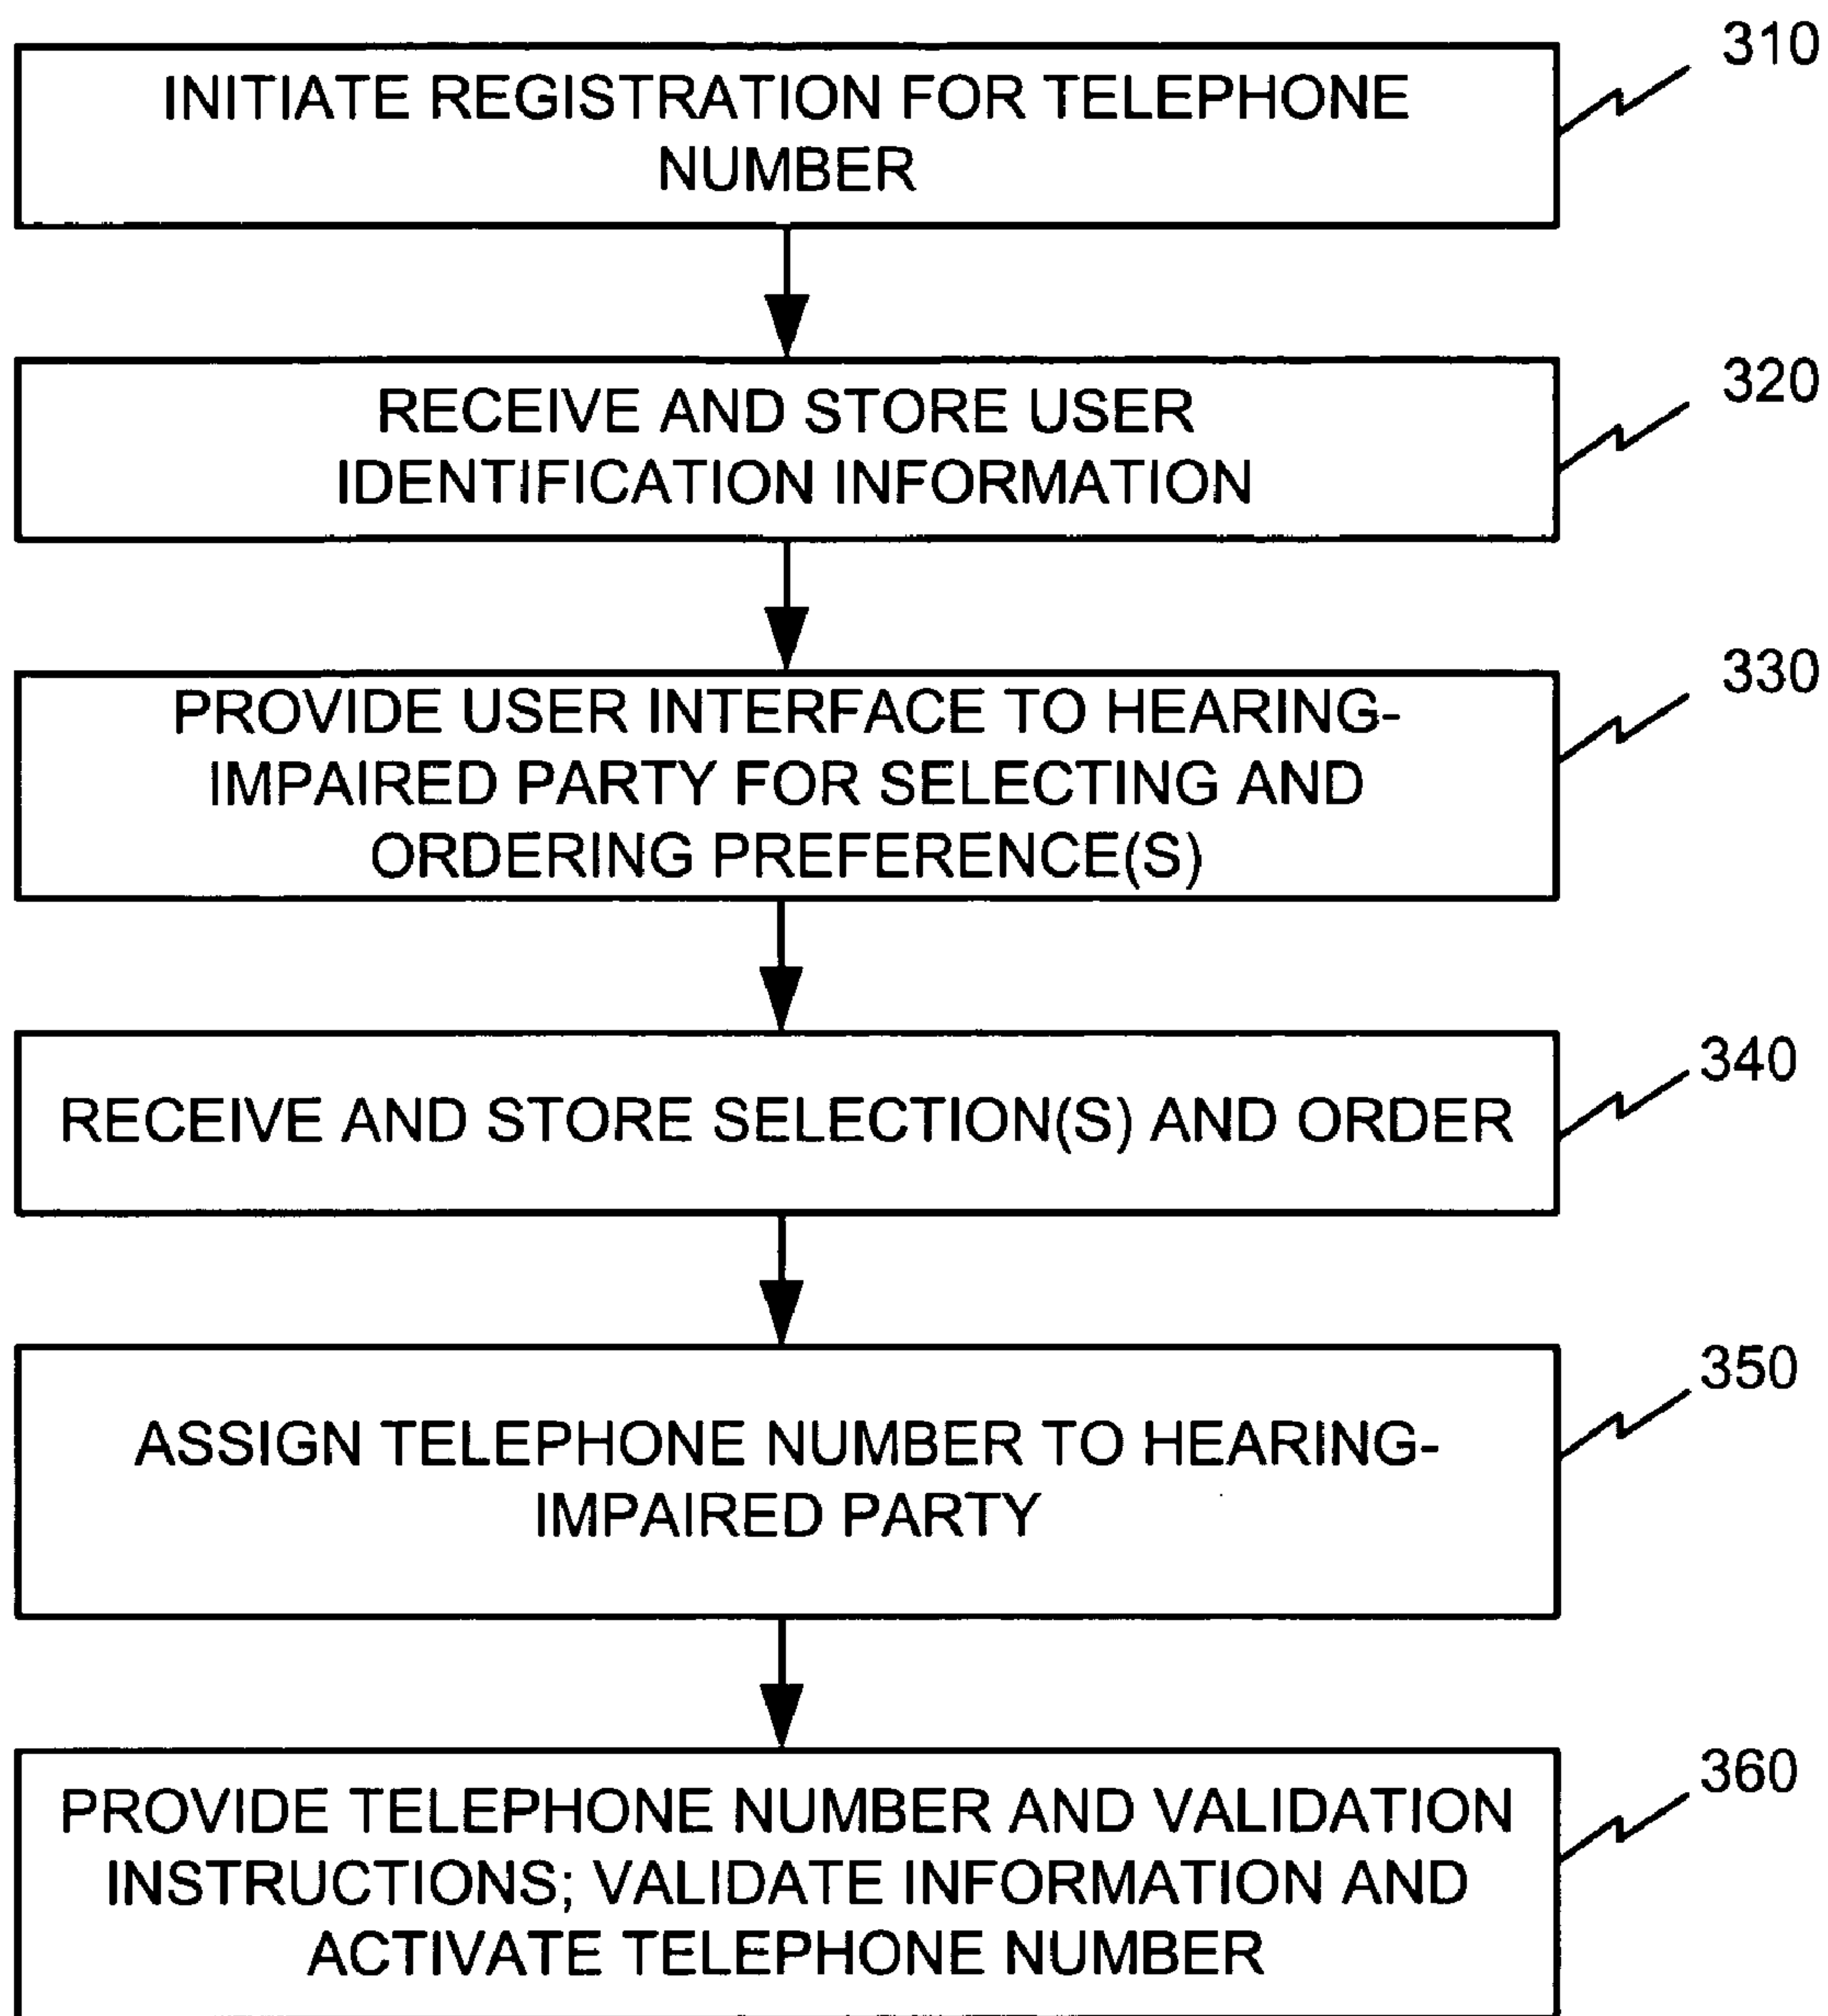 310
INITIATE REGISTRATION FOR TELEPHONE
NUMBER
320
RECEIVE AND STORE USER
IDENTIFICATION INFORMATION
330
PROVIDE USER INTERFACE TO HEARING-
IMPAIRED PARTY FOR SELECTING AND
ORDERING PREFERENCE(S)
340
RECEIVE AND STORE SELECTION(S) AND ORDER
350
ASSIGN TELEPHONE NUMBER TO HEARING-
IMPAIRED PARTY
360
PROVIDE TELEPHONE NUMBER AND VALIDATION
INSTRUCTIONS; VALIDATE INFORMATION AND
ACTIVATE TELEPHONE NUMBER